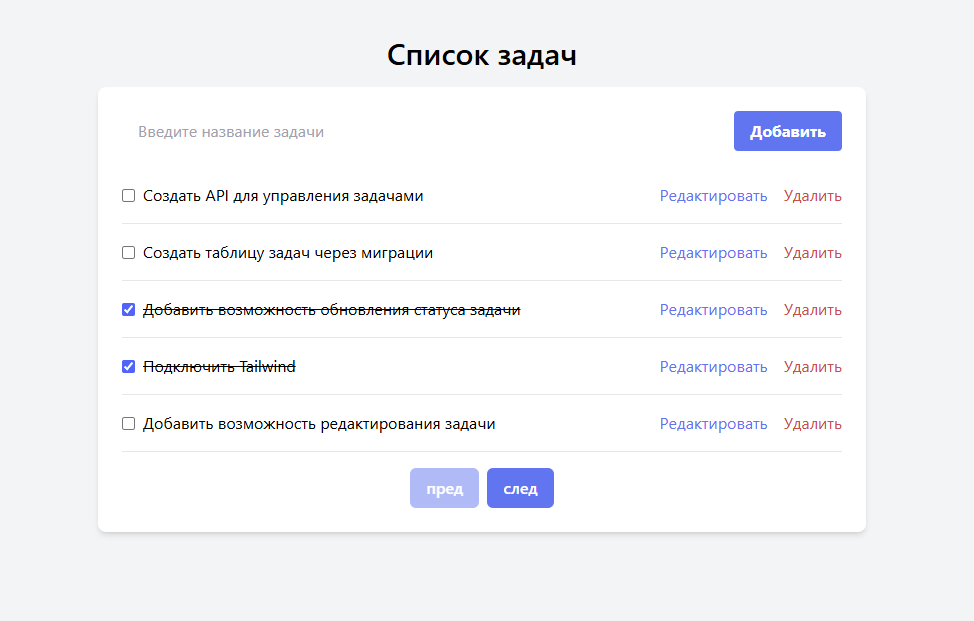 Список задач
Введите название задачи Добавить
Создать API для управления задачами Редактировать Удалить
Создать таблицу задач через миграции Редактировать Удалить
Добавить возможность обновления статуса задачи Редактировать Удалить
Подключить Tailwind Редактировать Удалить
Добавить возможность редактирования задачи Редактировать Удалить
пред след